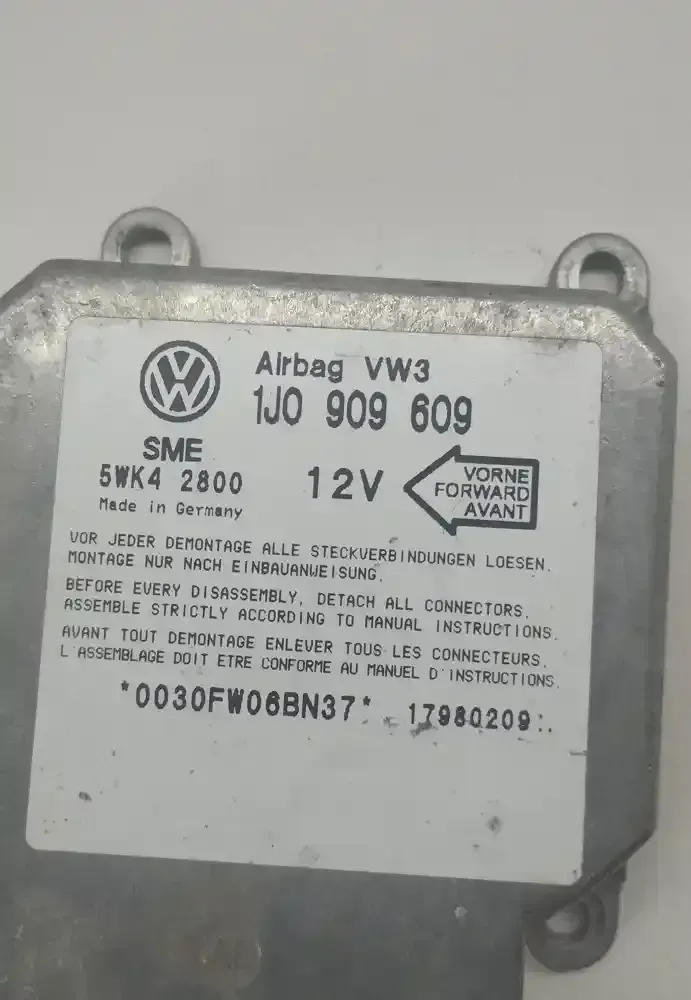 Airbag VW3
1J0 909 609
SME
5WK4 2800
Made in Germany
12V
VORNE
FORWARD
AVANT
VOR JEDER DEMONTAGE ALLE STECKVERBINDUNGEN LOESEN.
MONTAGE NUR NACH EINBAUANWEISUNG.
BEFORE EVERY DISASSEMBLY, DETACH ALL CONNECTORS.
ASSEMBLE STRICTLY ACCORDING TO MANUAL INSTRUCTIONS.
AVANT TOUT DEMONTAGE ENLEVER TOUS LES CONNECTEURS.
L'ASSEMBLAGE DOIT ETRE CONFORME AU MANUEL D'INSTRUCTIONS.
*0030FW06BN37* 17980209